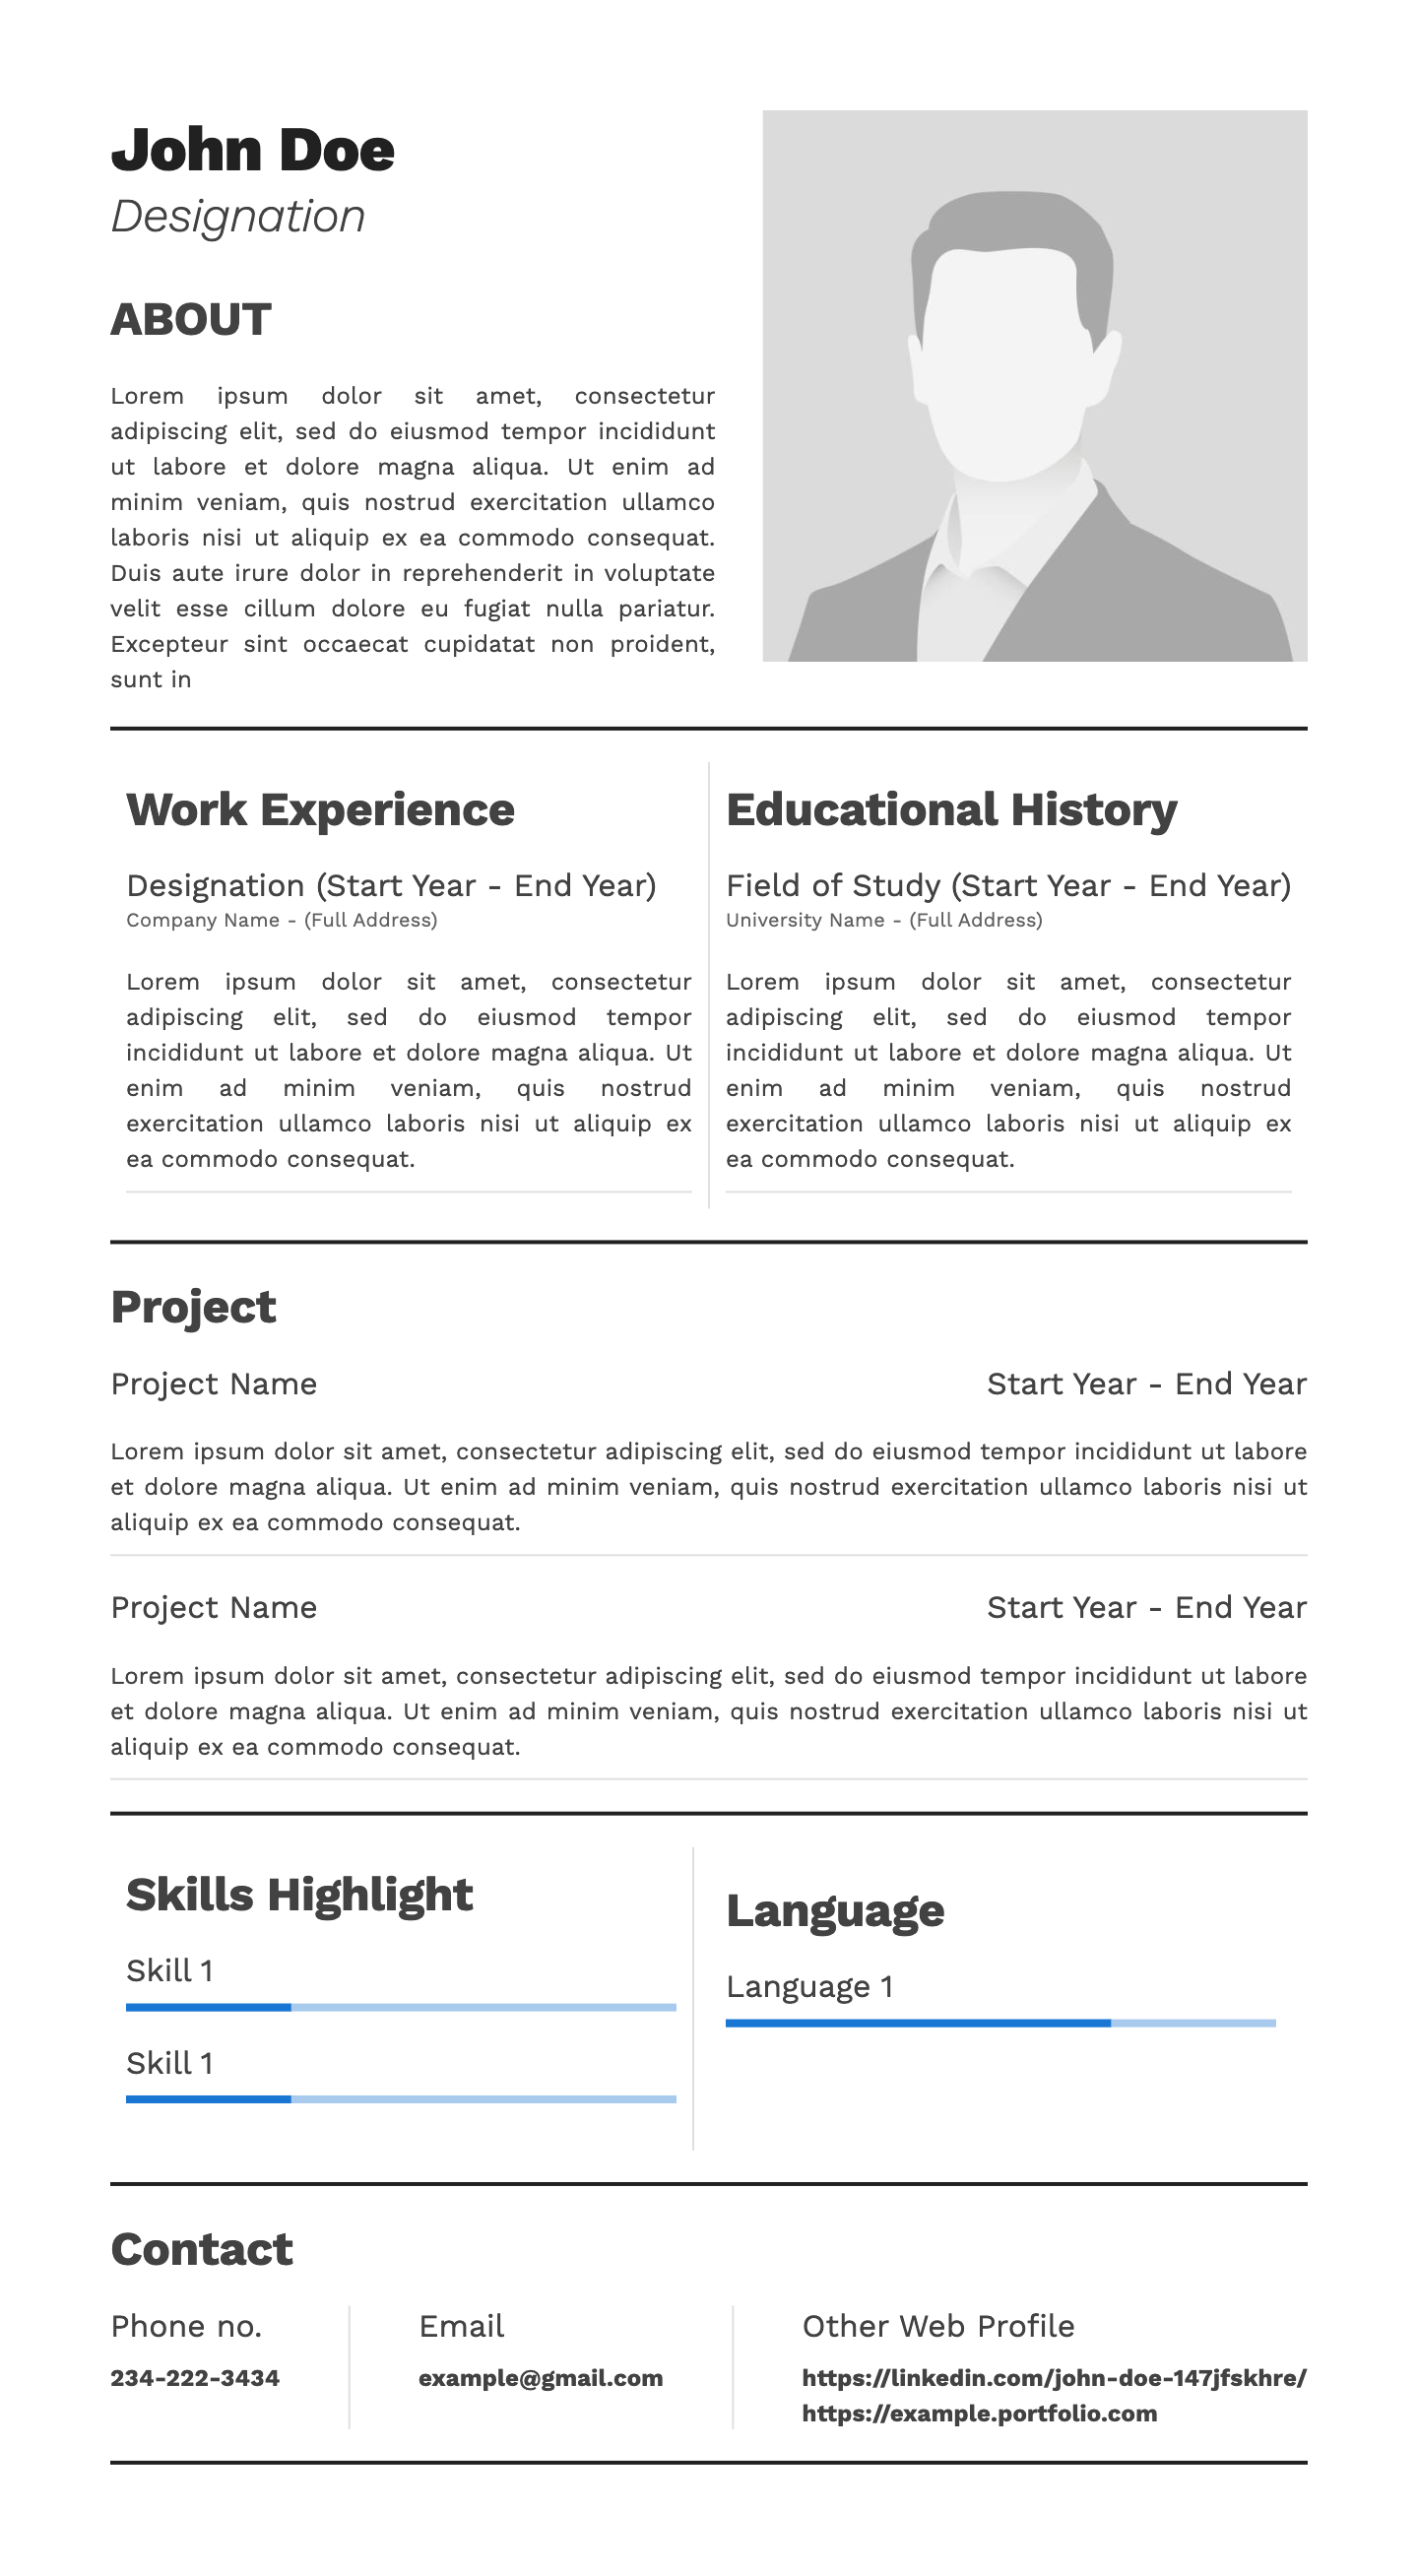 John Doe
Designation
ABOUT
Lorem ipsum dolor sit amet, consectetur
adipiscing elit, sed do eiusmod tempor incididunt
ut labore et dolore magna aliqua. Ut enim ad
minim veniam, quis nostrud exercitation ullamco
laboris nisi ut aliquip ex ea commodo consequat.
Duis aute irure dolor in reprehenderit in voluptate
velit esse cillum dolore eu fugiat nulla pariatur.
Excepteur sint occaecat cupidatat non proident,
sunt in
Work Experience
Designation (Start Year - End Year)
Company Name - (Full Address)
Lorem ipsum dolor sit amet, consectetur
adipiscing elit, sed do eiusmod tempor
incididunt ut labore et dolore magna aliqua. Ut
enim ad minim veniam, quis nostrud
exercitation ullamco laboris nisi ut aliquip ex
ea commodo consequat.
Educational History
Field of Study (Start Year - End Year)
University Name - (Full Address)
Lorem ipsum dolor sit amet, consectetur
adipiscing elit, sed do eiusmod tempor
incididunt ut labore et dolore magna aliqua. Ut
enim ad minim veniam, quis nostrud
exercitation ullamco laboris nisi ut aliquip ex
ea commodo consequat.
Project
Project Name Start Year - End Year
Lorem ipsum dolor sit amet, consectetur adipiscing elit, sed do eiusmod tempor incididunt ut labore
et dolore magna aliqua. Ut enim ad minim veniam, quis nostrud exercitation ullamco laboris nisi ut
aliquip ex ea commodo consequat.
Project Name Start Year - End Year
Lorem ipsum dolor sit amet, consectetur adipiscing elit, sed do eiusmod tempor incididunt ut labore
et dolore magna aliqua. Ut enim ad minim veniam, quis nostrud exercitation ullamco laboris nisi ut
aliquip ex ea commodo consequat.
Skills Highlight
Skill 1
Skill 1
Language
Language 1
Contact
Phone no.
234-222-3434
Email
example@gmail.com
Other Web Profile
https://linkedin.com/john-doe-147jfskhre/
https://example.portfolio.com